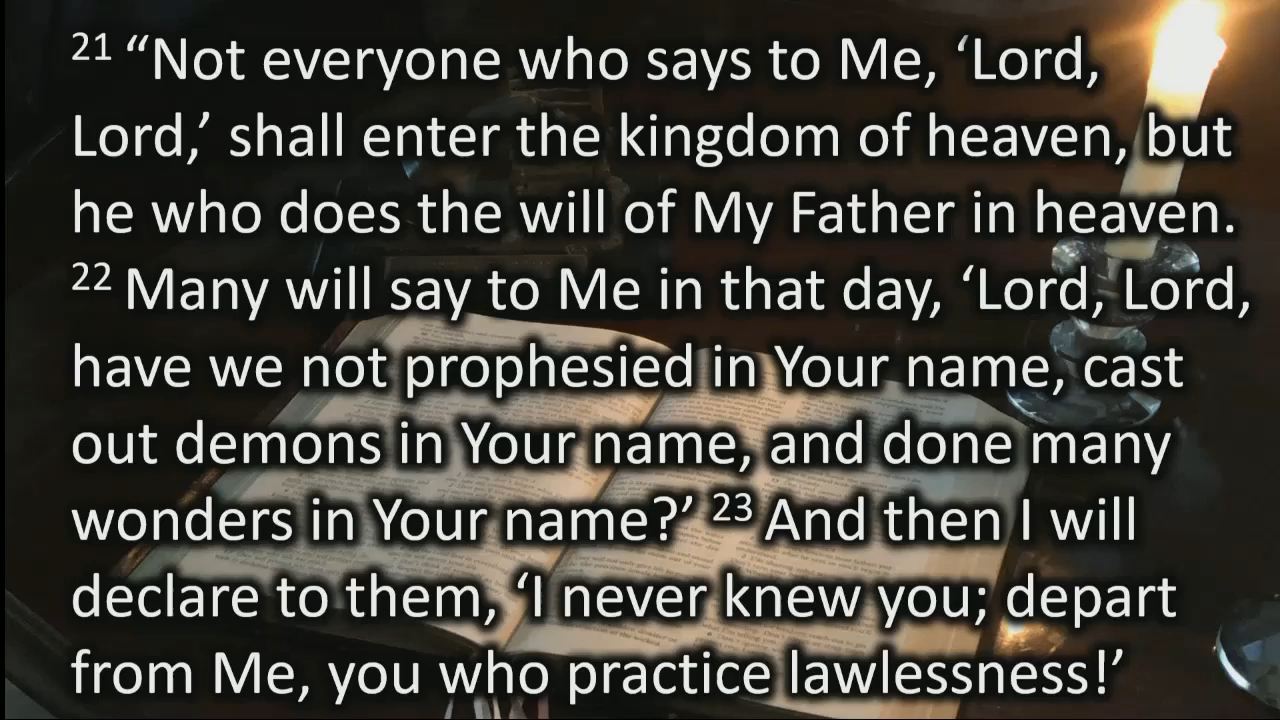 21 “Not everyone who says to Me, ‘Lord,
Lord,’ shall enter the kingdom of heaven, but
he who does the will of My Father in heaven.
22 Many will say to Me in that day, ‘Lord, Lord,
have we not prophesied in Your name, cast
out demons in Your name, and done many
wonders in Your name?’ 23 And then I will
declare to them, ‘I never knew you; depart
from Me, you who practice lawlessness!’